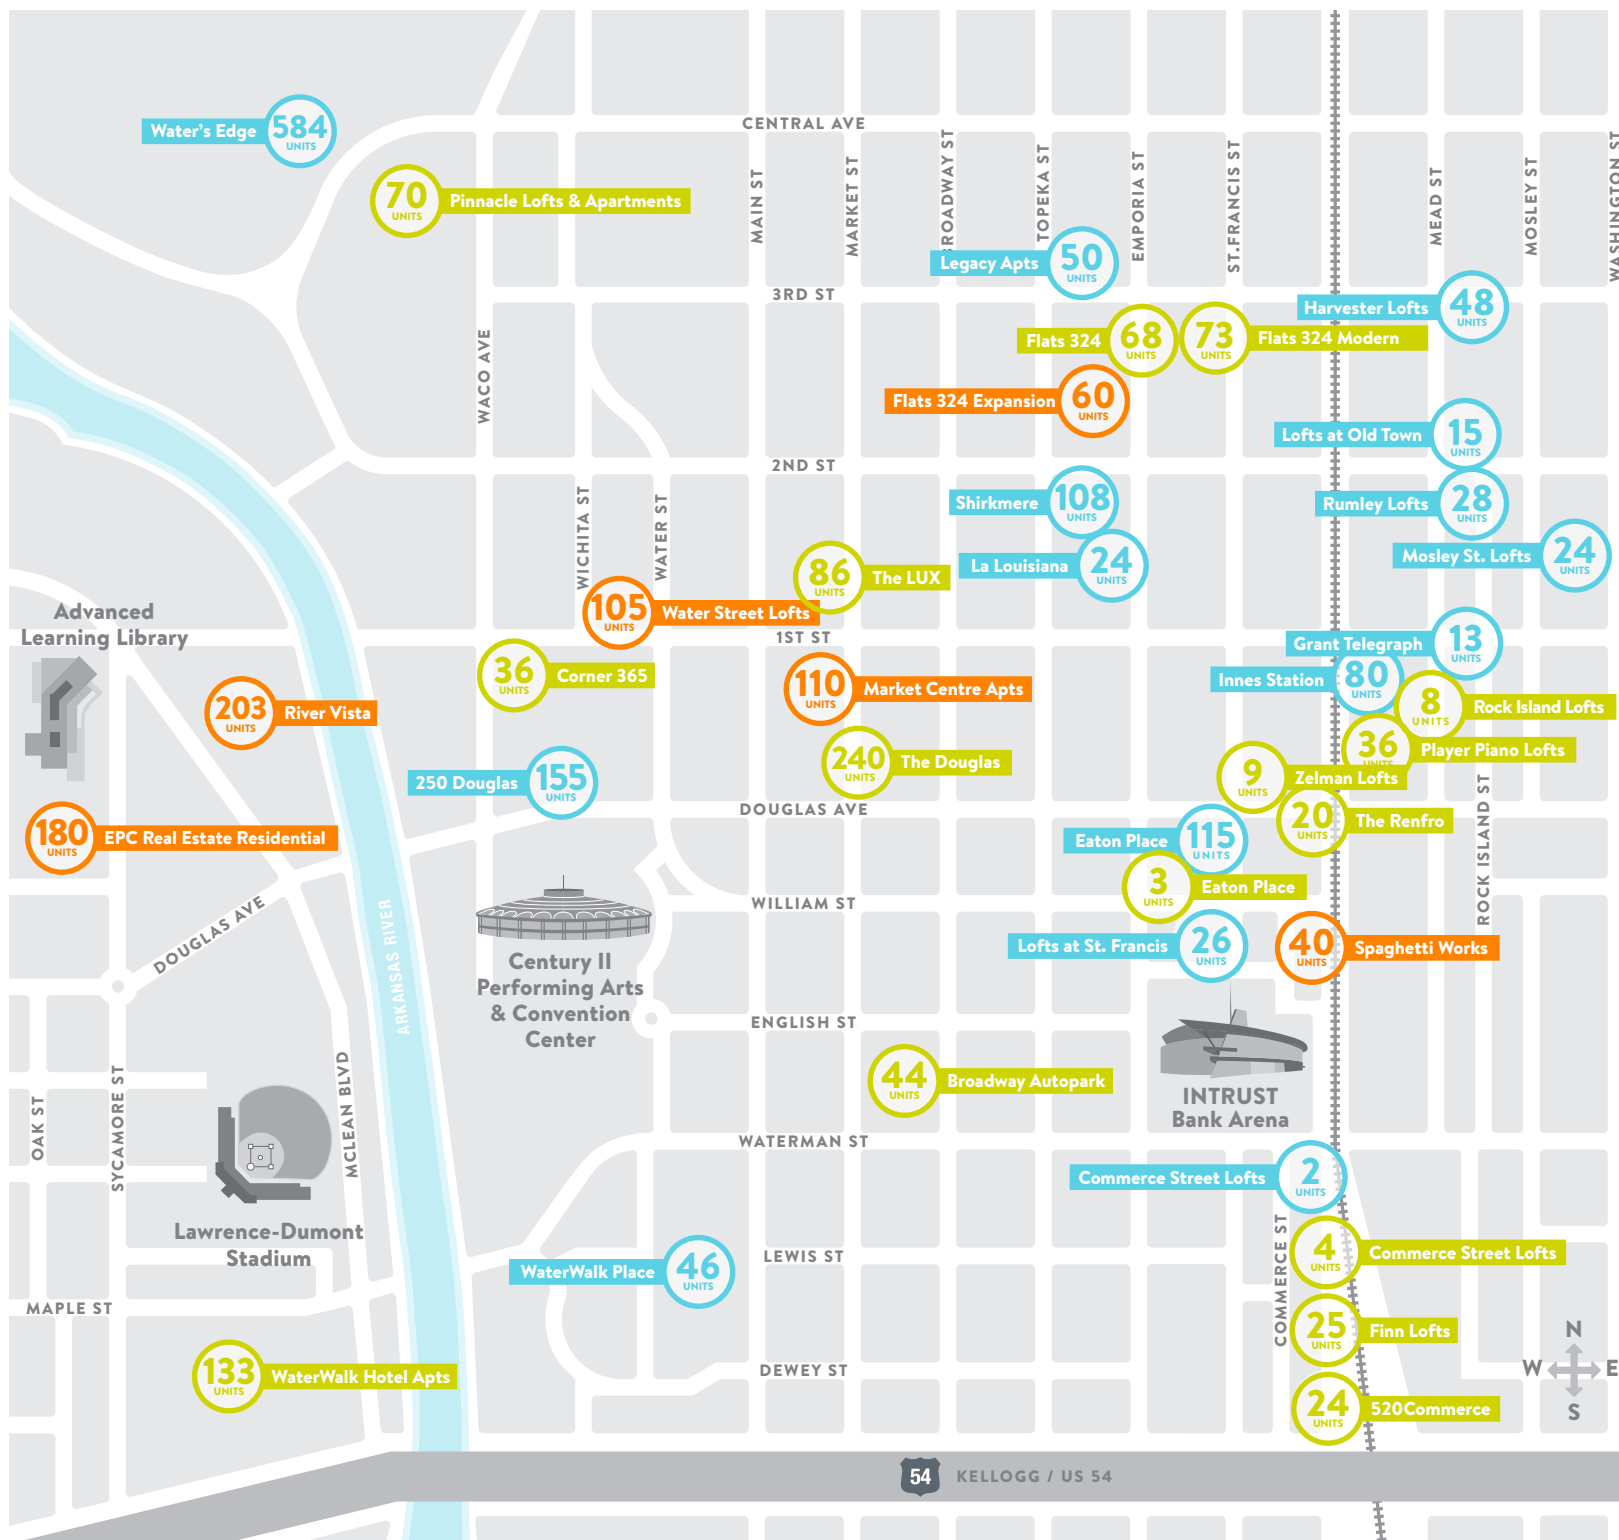 CENTRAL AVE
Water's Edge
584
UNITS
70
UNITS
Pinnacle Lofts & Apartments
MAIN ST
MARKET ST
BROADWAY ST
TOPEKA ST
EMPORIA ST
ST.FRANCIS ST
MEAD ST
MOSLEY ST
WASHINGTON ST
Legacy Apts
50
UNITS
3RD ST
Harvester Lofts
48
UNITS
WACO AVE
Flats 324
68
UNITS
73
UNITS
Flats 324 Modern
Flats 324 Expansion
60
UNITS
Lofts at Old Town
15
UNITS
2ND ST
WICHITA ST
WATER ST
Shirkmere
108
UNITS
Rumley Lofts
28
UNITS
Mosley St. Lofts
24
UNITS
La Louisiana
24
UNITS
86
UNITS
The LUX
105
UNITS
Water Street Lofts
Advanced
Learning Library
1ST ST
Grant Telegraph
13
UNITS
36
UNITS
Corner 365
110
UNITS
Market Centre Apts
Innes Station
80
UNITS
8
UNITS
Rock Island Lofts
203
UNITS
River Vista
36
UNITS
Player Piano Lofts
240
UNITS
The Douglas
9
UNITS
Zelman Lofts
250 Douglas
155
UNITS
DOUGLAS AVE
20
UNITS
The Renfro
ROCK ISLAND ST
180
UNITS
EPC Real Estate Residential
Eaton Place
115
UNITS
3
UNITS
Eaton Place
WILLIAM ST
DOUGLAS AVE
ARKANSAS RIVER
Lofts at St. Francis
26
UNITS
40
UNITS
Spaghetti Works
Century II
Performing Arts
& Convention
Center
ENGLISH ST
44
UNITS
Broadway Autopark
INTRUST
Bank Arena
OAK ST
SYCAMORE ST
MCLEAN BLVD
WATERMAN ST
Commerce Street Lofts
2
UNITS
Lawrence-Dumont
Stadium
COMMERCE ST
4
UNITS
Commerce Street Lofts
LEWIS ST
WaterWalk Place
46
UNITS
MAPLE ST
25
UNITS
Finn Lofts
133
UNITS
WaterWalk Hotel Apts
DEWEY ST
24
UNITS
520Commerce
N
W
E
S
54
KELLOGG / US 54